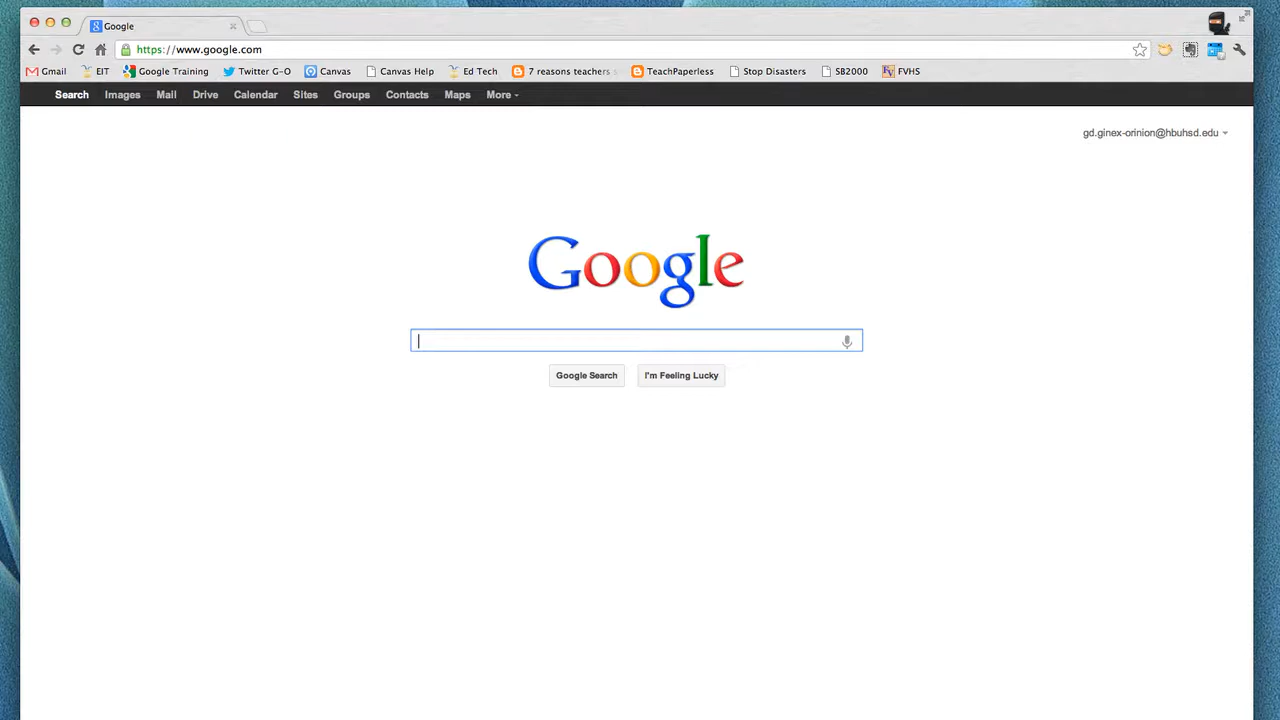 Google
https://www.google.com
Gmail EIT Google Training Twitter G-O Canvas Canvas Help Ed Tech 7 reasons teachers TeachPaperless Stop Disasters SB2000 FVHS
Search Images Mail Drive Calendar Sites Groups Contacts Maps More
gd.ginex-orinion@hbuhsd.edu
Google
Google Search I'm Feeling Lucky